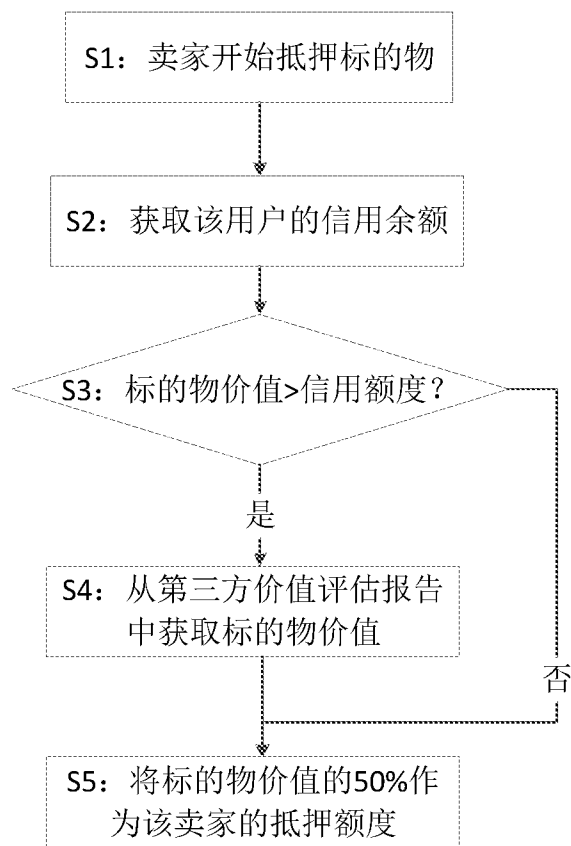 S1：卖家开始抵押标的物
S2：获取该用户的信用余额
S3：标的物价值>信用额度？
是
S4：从第三方价值评估报告
中获取标的物价值
否
S5：将标的物价值的50%作
为该卖家的抵押额度